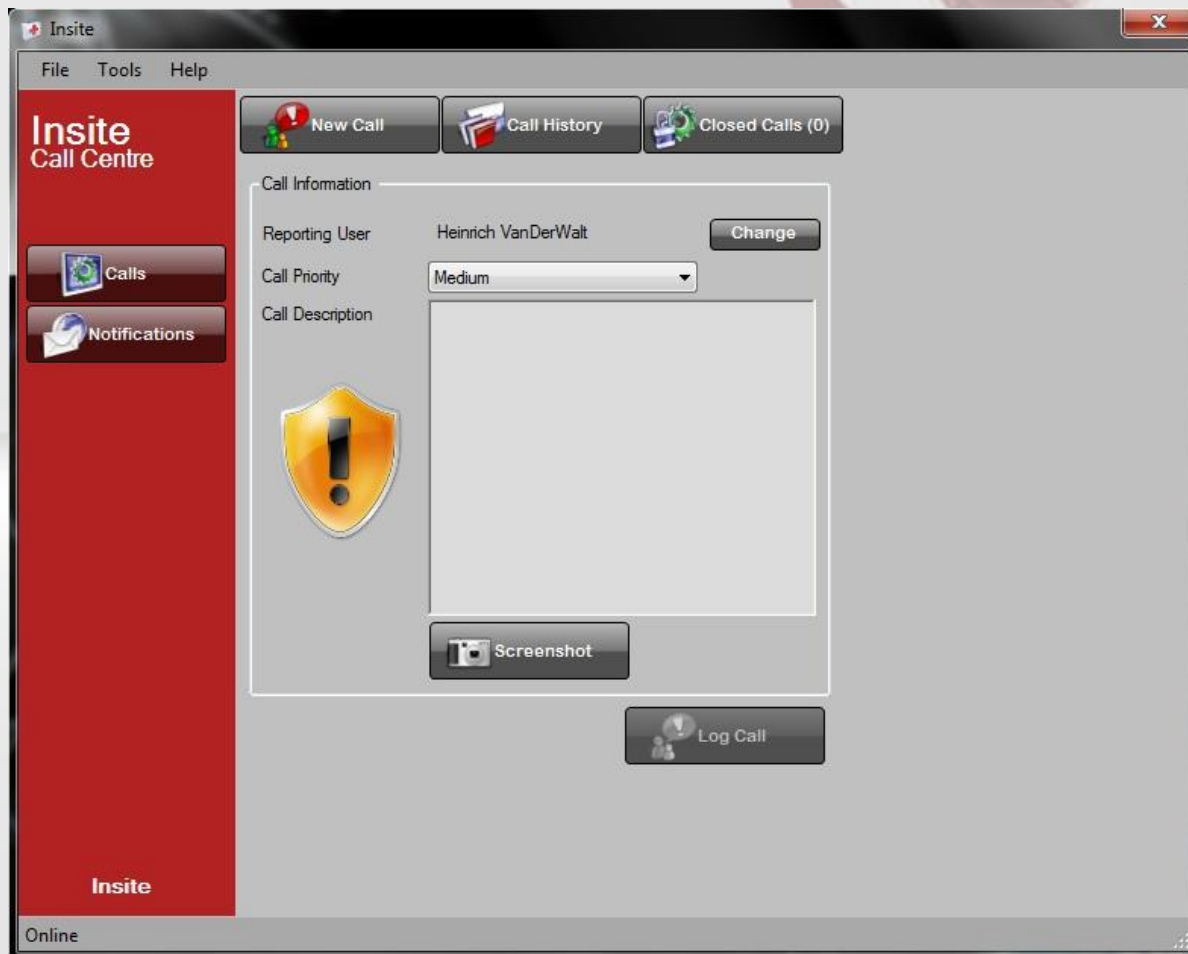 Insite
File Tools Help
Insite
Call Centre
New Call
Call History
Closed Calls (0)
Calls
Notifications
Call Information
Reporting User Heinrich VanDerWalt Change
Call Priority Medium
Call Description
Screenshot
Log Call
Insite
Online